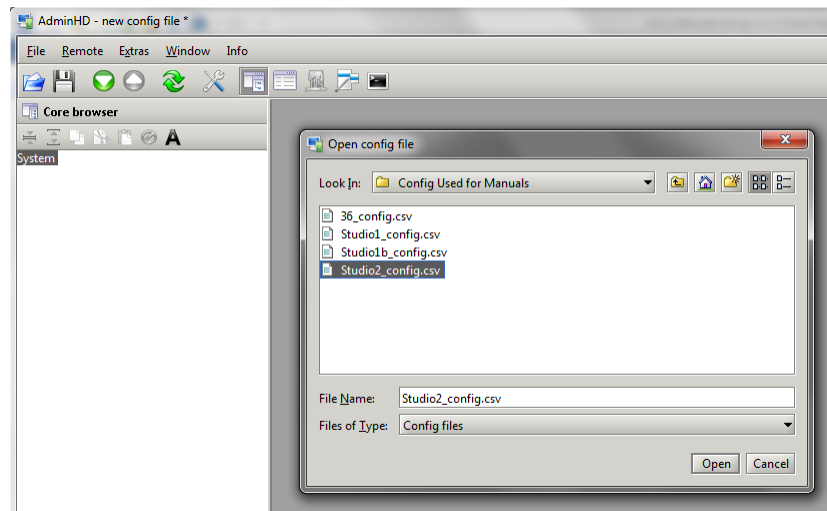 AdminHD - new config file *
File Remote Extras Window Info
Core browser
A
System
Open config file
Look In: Config Used for Manuals
36_config.csv
Studio1_config.csv
Studio1b_config.csv
Studio2_config.csv
File Name: Studio2_config.csv
Files of Type: Config files
Open Cancel